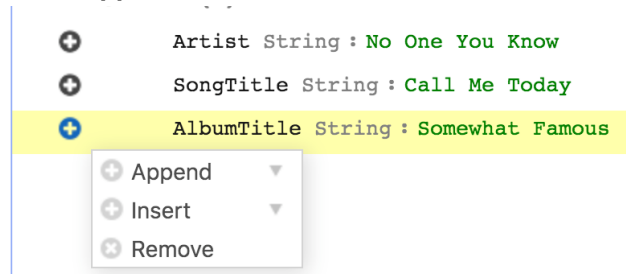 Artist String : No One You Know
SongTitle String : Call Me Today
AlbumTitle String : Somewhat Famous
Append
Insert
Remove